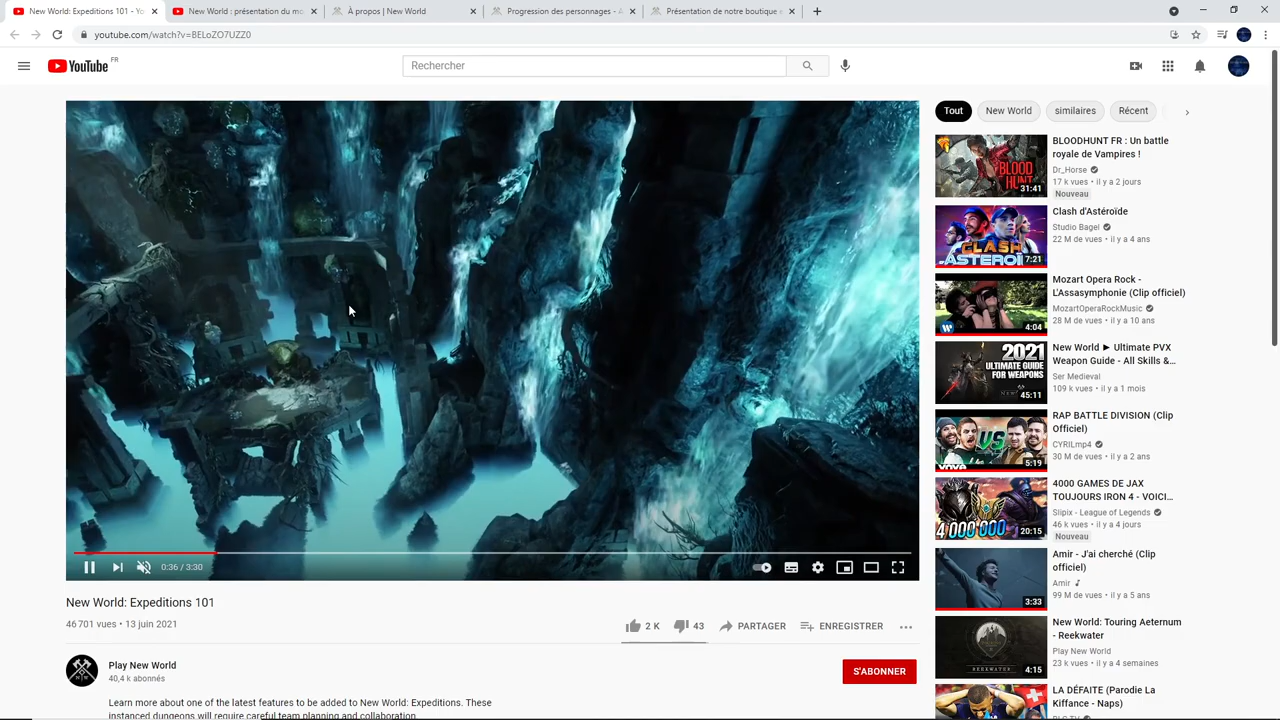 New World: Expeditions 101 - Yo
New World : présentation du mo
À propos | New World
Progression des personnages - A
Présentation de notre boutique e
youtube.com/watch?v=BELoZO7UZZ0
YouTube FR
Rechercher
0:36 / 3:30
New World: Expeditions 101
46 701 vues • 13 juin 2021
2 K
43
PARTAGER
ENREGISTRER
Play New World
40,4 k abonnés
S'ABONNER
Learn more about one of the latest features to be added to New World: Expeditions. These
instanced dungeons will require careful team planning and collaboration.
Tout
New World
similaires
Récent
BLOOD
HUNT
31:41
BLOODHUNT FR : Un battle
royale de Vampires !
Dr_Horse
17 k vues • il y a 2 jours
Nouveau
CLASH
ASTEROÏ
7:21
Clash d'Astéroïde
Studio Bagel
22 M de vues • il y a 4 ans
4:04
Mozart Opera Rock -
L'Assasymphonie (Clip officiel)
MozartOperaRockMusic
28 M de vues • il y a 10 ans
2021
ULTIMATE GUIDE
FOR WEAPONS
45:11
New World ► Ultimate PVX
Weapon Guide - All Skills &...
Ser Medieval
109 k vues • il y a 1 mois
VS
vevo
5:19
RAP BATTLE DIVISION (Clip
Officiel)
CYRILmp4
30 M de vues • il y a 2 ans
4 000 000
20:15
4000 GAMES DE JAX
TOUJOURS IRON 4 - VOICI...
Slipix - League of Legends
46 k vues • il y a 4 jours
Nouveau
3:33
Amir - J'ai cherché (Clip
officiel)
Amir
99 M de vues • il y a 5 ans
REEKWATER
4:15
New World: Touring Aeternum
- Reekwater
Play New World
23 k vues • il y a 4 semaines
LA DÉFAITE (Parodie La
Kiffance - Naps)